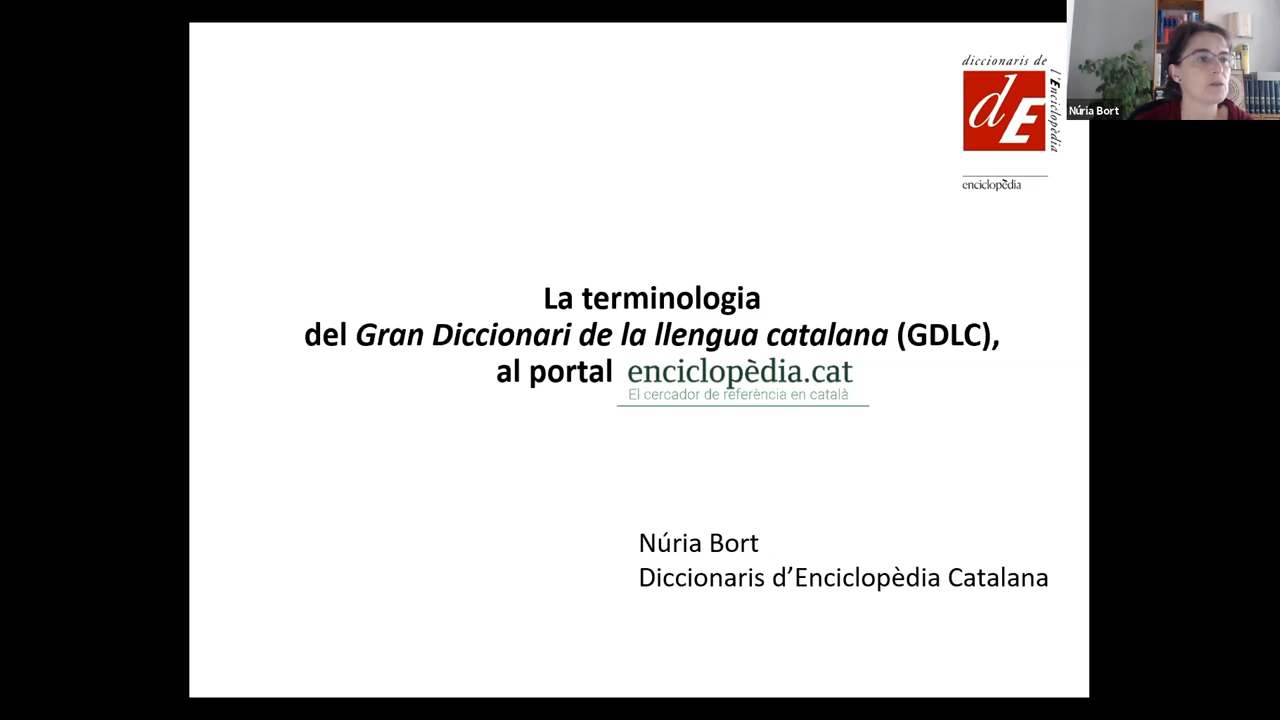 diccionaris de
l'Enciclopèdia
dE
enciclopèdia
Núria Bort
La terminologia
del Gran Diccionari de la llengua catalana (GDLC),
al portal enciclopèdia.cat
El cercador de referència en català
Núria Bort
Diccionaris d’Enciclopèdia Catalana